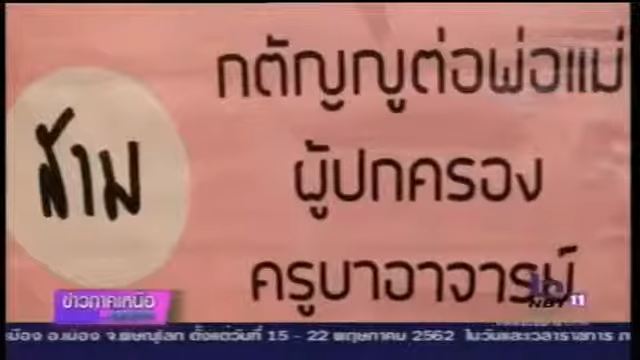 กตัญญูต่อพ่อแม่
สาม
ผู้ปกครอง
ครูบาอาจารย์
ข่าวภาคเหนือ
NBT 11
เมือง อ.เมือง จ.พิษณุโลก ตั้งแต่วันที่ 15 - 22 พฤษภาคม 2562 ในวันและเวลาราชการ